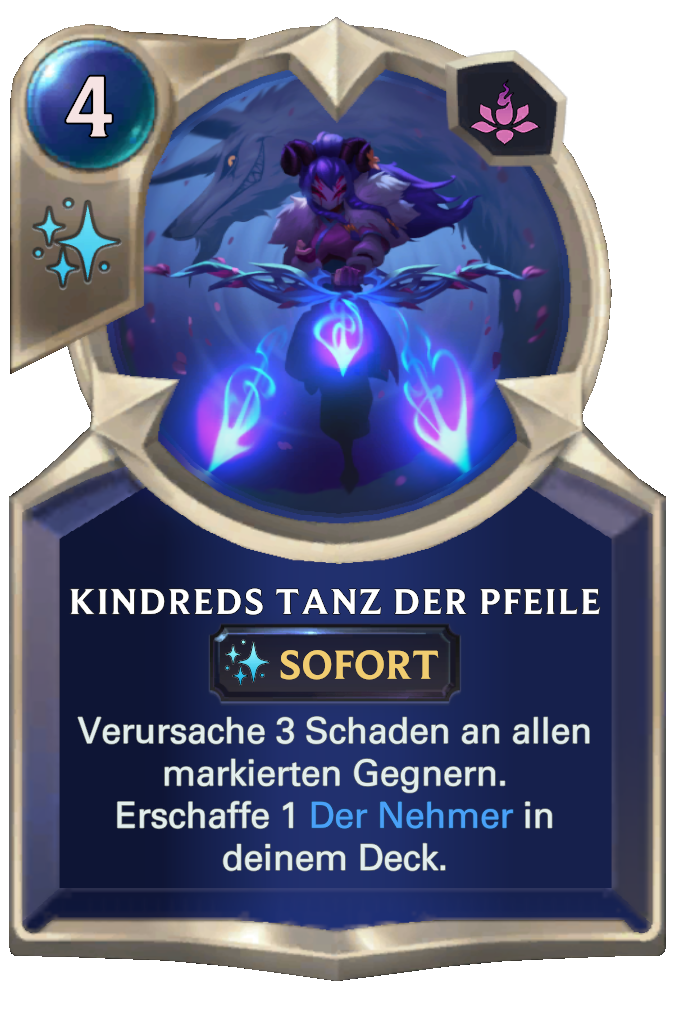 4
KINDREDS TANZ DER PFEILE
SOFORT
Verursache 3 Schaden an allen
markierten Gegnern.
Erschaffe 1 Der Nehmer in
deinem Deck.